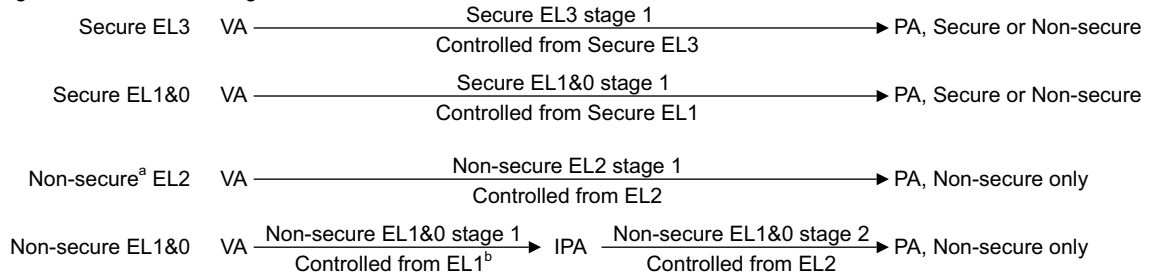 Secure EL3 VA Secure EL3 stage 1 PA, Secure or Non-secure
Controlled from Secure EL3
Secure EL1&0 VA Secure EL1&0 stage 1 PA, Secure or Non-secure
Controlled from Secure EL1
Non-secureᵃ EL2 VA Non-secure EL2 stage 1 PA, Non-secure only
Controlled from EL2
Non-secure EL1&0 VA Non-secure EL1&0 stage 1 IPA Non-secure EL1&0 stage 2 PA, Non-secure only
Controlled from EL1ᵇ Controlled from EL2